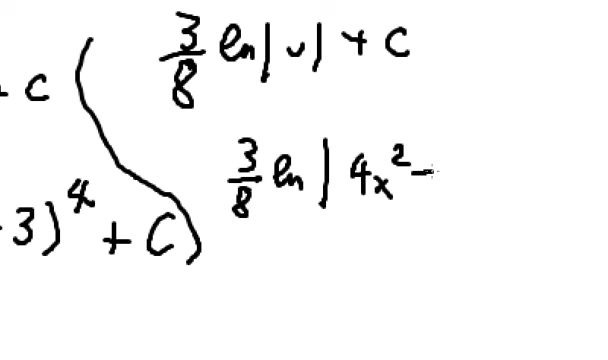 + C
3/8 ln|u| + C
3/8 ln|4x² -
3)⁴ + C